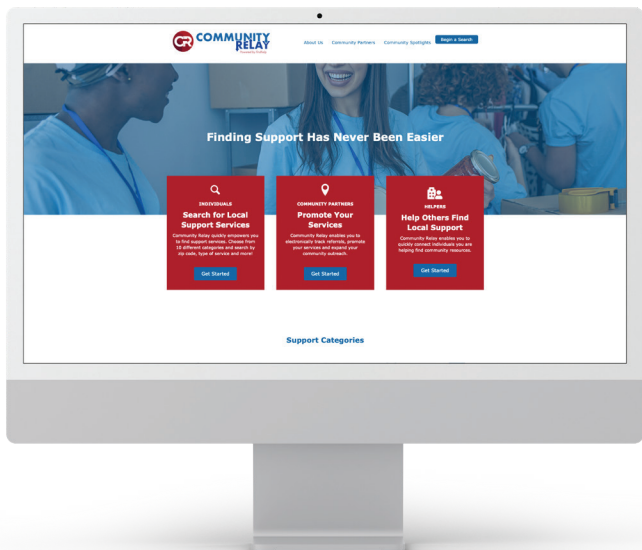 CR COMMUNITY
RELAY
About Us Community Partners Community Spotlights Begin a Search
Finding Support Has Never Been Easier
INDIVIDUALS
Search for Local
Support Services
Community Relay quickly empowers you
to find support services. Choose from
10 different categories and search by
zip code, type of service and more!
Get Started
COMMUNITY PARTNERS
Promote Your
Services
Community Relay enables you to
electronically track referrals, promote
your services and expand your
community outreach.
Get Started
HELPERS
Help Others Find
Local Support
Community Relay enables you to
quickly connect individuals you are
helping find community resources.
Get Started
Support Categories